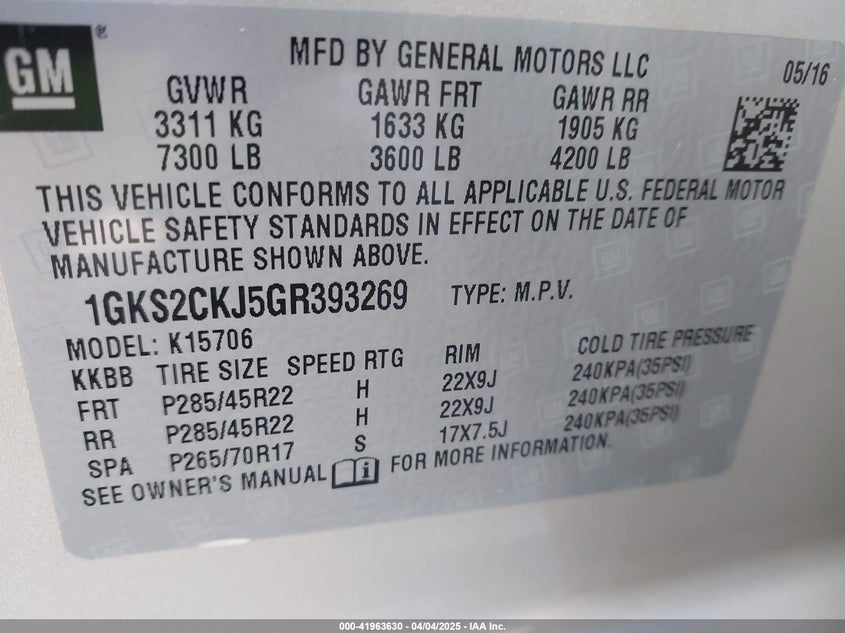 GM ®
MFD BY GENERAL MOTORS LLC
05/16
GVWR GAWR FRT GAWR RR
3311 KG 1633 KG 1905 KG
7300 LB 3600 LB 4200 LB
THIS VEHICLE CONFORMS TO ALL APPLICABLE U.S. FEDERAL MOTOR
VEHICLE SAFETY STANDARDS IN EFFECT ON THE DATE OF
MANUFACTURE SHOWN ABOVE.
1GKS2CKJ5GR393269 TYPE: M.P.V.
MODEL: K15706
KKBB TIRE SIZE SPEED RTG RIM COLD TIRE PRESSURE
FRT P285/45R22 H 22X9J 240KPA(35PSI)
RR P285/45R22 H 22X9J 240KPA(35PSI)
SPA P265/70R17 S 17X7.5J 240KPA(35PSI)
SEE OWNER'S MANUAL i FOR MORE INFORMATION.
000-41963630 - 04/04/2025 - IAA Inc.